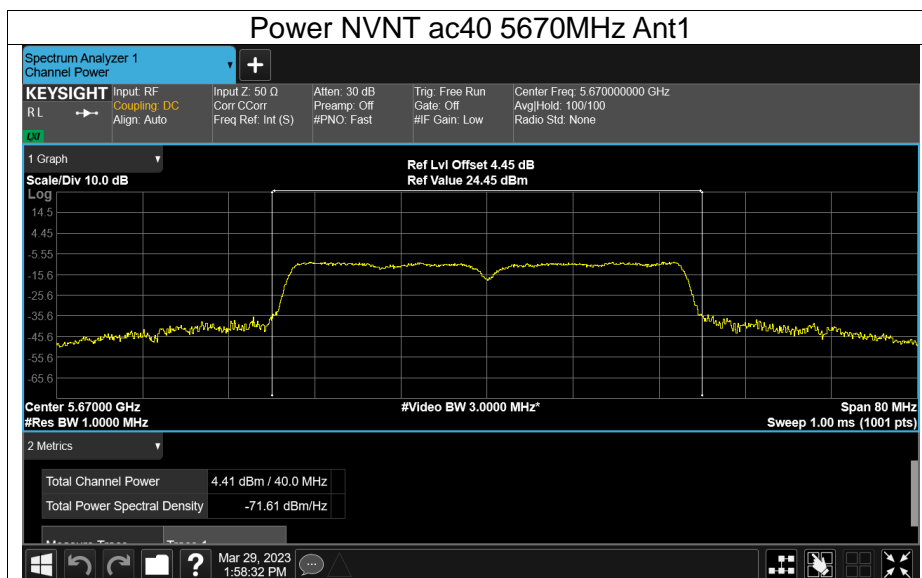 Power NVNT ac40 5670MHz Ant1
Spectrum Analyzer 1
Channel Power
KEYSIGHT
R L
LXI
Input: RF
Coupling: DC
Align: Auto
Input Z: 50 Ω
Corr CCorr
Freq Ref: Int (S)
Atten: 30 dB
Preamp: Off
#PNO: Fast
Trig: Free Run
Gate: Off
#IF Gain: Low
Center Freq: 5.670000000 GHz
Avg|Hold: 100/100
Radio Std: None
1 Graph
Scale/Div 10.0 dB
Ref Lvl Offset 4.45 dB
Ref Value 24.45 dBm
Log
14.5
4.45
-5.55
-15.6
-25.6
-35.6
-45.6
-55.6
-65.6
Center 5.67000 GHz
#Res BW 1.0000 MHz
#Video BW 3.0000 MHz*
Span 80 MHz
Sweep 1.00 ms (1001 pts)
2 Metrics
Total Channel Power 4.41 dBm / 40.0 MHz
Total Power Spectral Density -71.61 dBm/Hz
Mar 29, 2023
1:58:32 PM